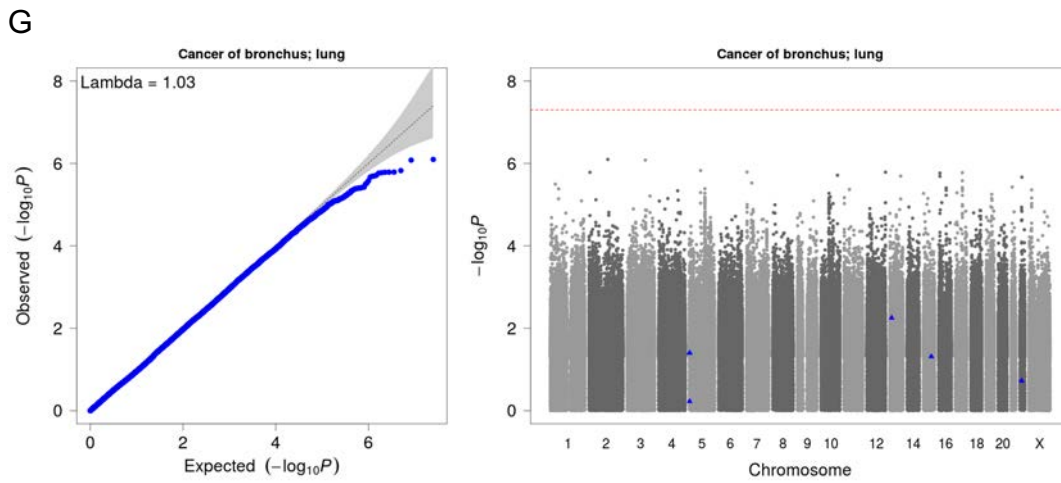 G
Cancer of bronchus; lung
Lambda = 1.03
8
6
4
2
0
Observed (−log₁₀P)
0 2 4 6
Expected (−log₁₀P)
Cancer of bronchus; lung
8
6
4
2
0
−log₁₀P
1 2 3 4 5 6 7 8 9 10 12 14 16 18 20 X
Chromosome